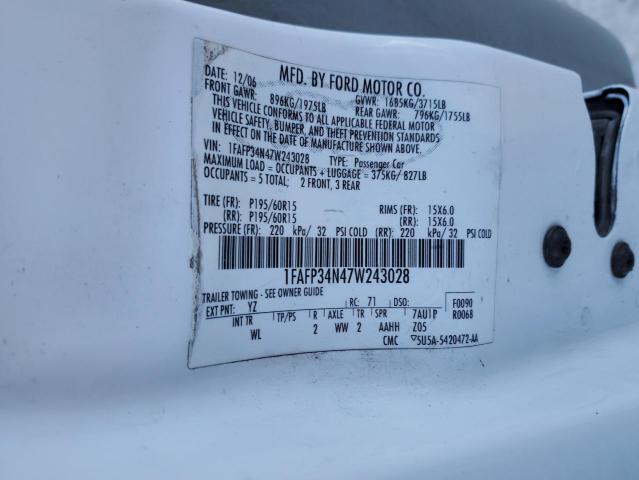 MFD. BY FORD MOTOR CO.
DATE: 12/06
FRONT GAWR: 896KG/1975LB
GVWR: 1685KG/3715LB
REAR GAWR: 796KG/1755LB
THIS VEHICLE CONFORMS TO ALL APPLICABLE FEDERAL MOTOR
VEHICLE SAFETY, BUMPER, AND THEFT PREVENTION STANDARDS
IN EFFECT ON THE DATE OF MANUFACTURE SHOWN ABOVE.
VIN: 1FAFP34N47W243028 TYPE: Passenger Car
MAXIMUM LOAD = OCCUPANTS + LUGGAGE = 375KG/ 827LB
OCCUPANTS = 5 TOTAL: 2 FRONT, 3 REAR
TIRE (FR): P195/60R15 RIMS (FR): 15X6.0
(RR): P195/60R15 (RR): 15X6.0
PRESSURE (FR): 220 kPa/ 32 PSI COLD (RR): 220 kPa/ 32 PSI COLD
1FAFP34N47W243028
TRAILER TOWING - SEE OWNER GUIDE
EXT PNT: YZ RC: 71 DSO: F0090
INT TR TP/PS R AXLE TR SPR 7AU1P R0068
WL 2 WW 2 AAHH Z05
CMC ▽5U5A-5420472-AA